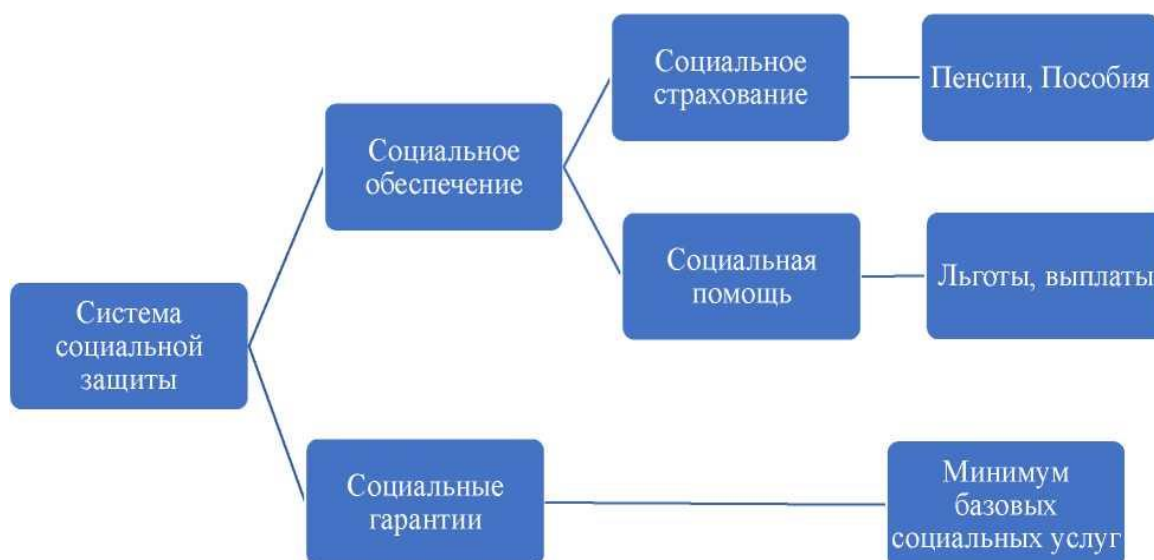 Социальное
страхование
Пенсии, Пособия
Социальное
обеспечение
Социальная
помощь
Льготы, выплаты
Система
социальной
защиты
Социальные
гарантии
Минимум
базовых
социальных услуг